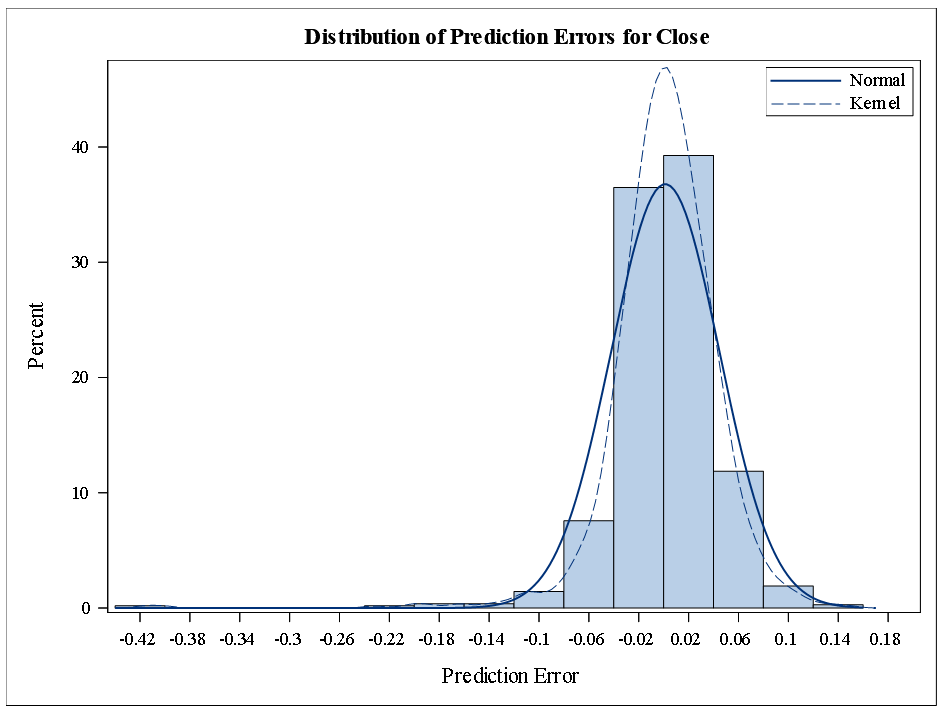 Distribution of Prediction Errors for Close
Normal
Kernel
40
30
20
10
0
Percent
-0.42 -0.38 -0.34 -0.3 -0.26 -0.22 -0.18 -0.14 -0.1 -0.06 -0.02 0.02 0.06 0.1 0.14 0.18
Prediction Error